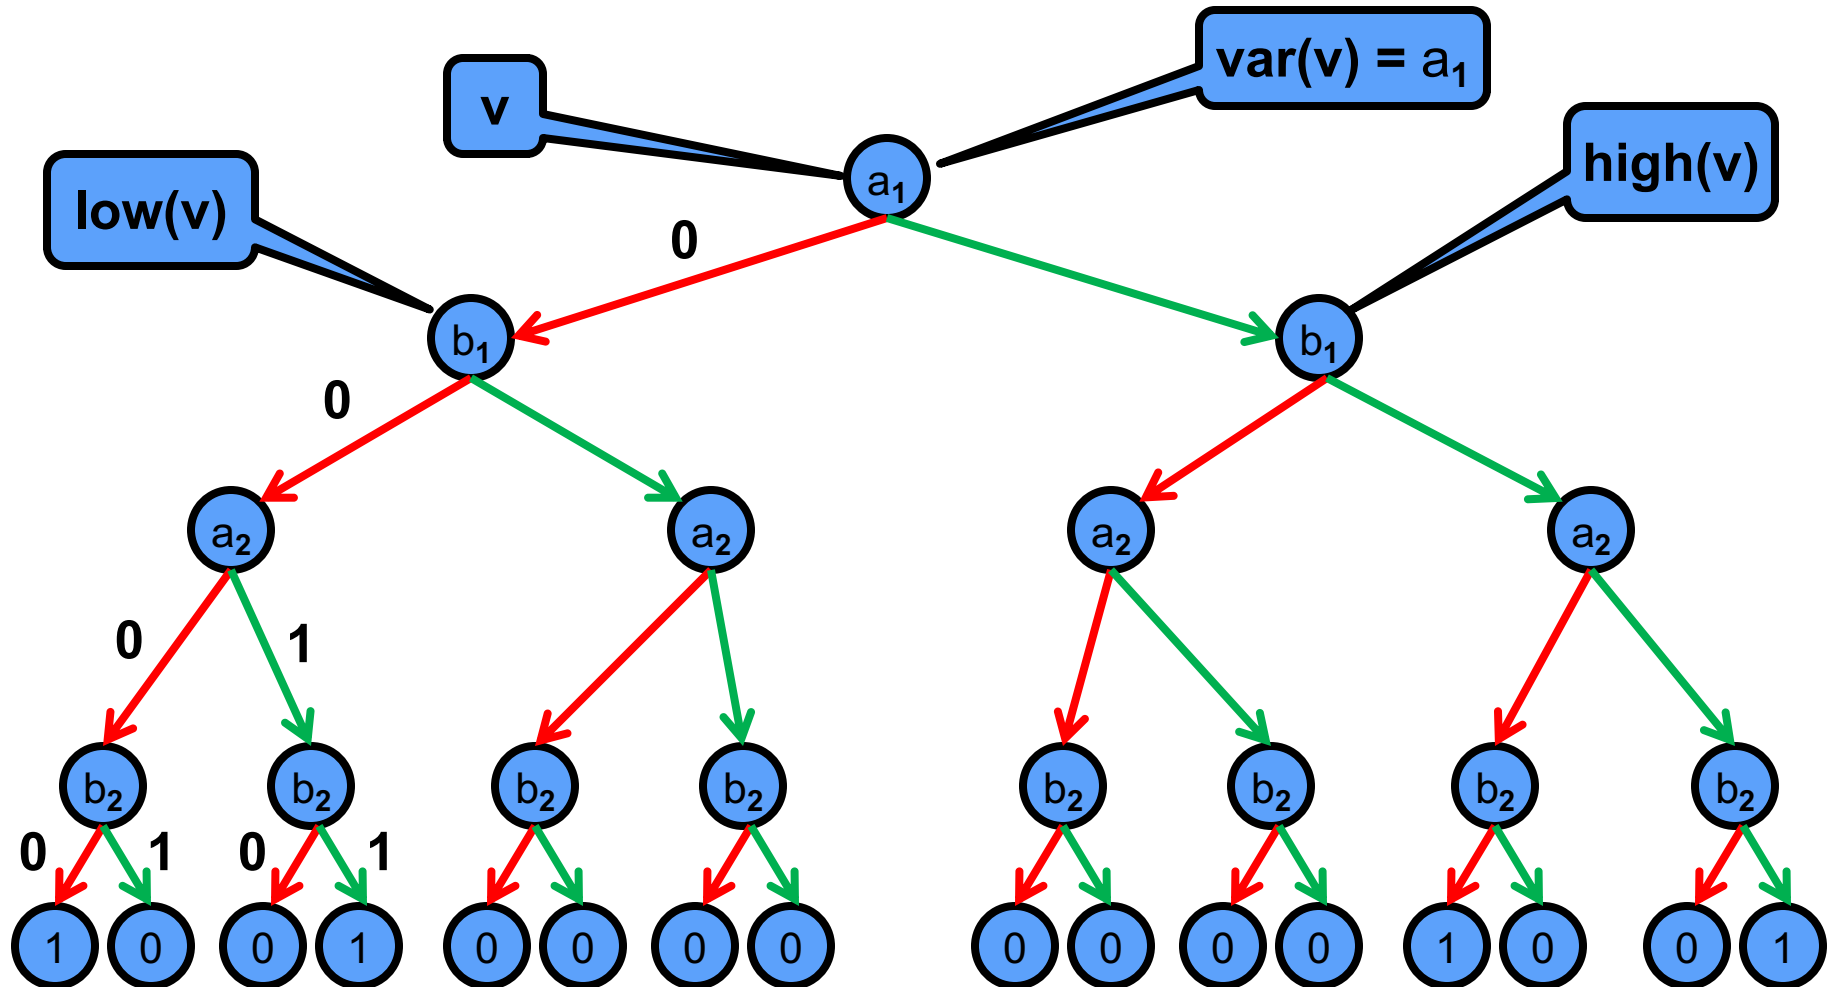 var(v) = a1
v
high(v)
a1
low(v)
0
b1 b1
0
a2 a2 a2 a2
0 1
b2 b2 b2 b2 b2 b2 b2 b2
0 1 0 1
1 0 0 1 0 0 0 0 0 0 0 0 1 0 0 1